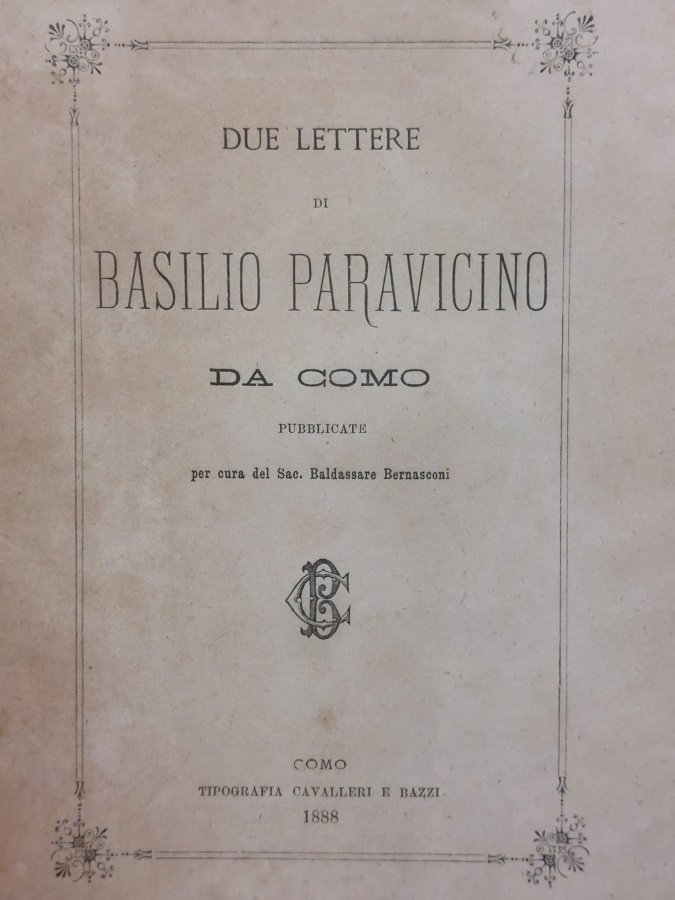 DUE LETTERE
DI
BASILIO PARAVICINO
DA COMO
PUBBLICATE
per cura del Sac. Baldassare Bernasconi
CB
COMO
TIPOGRAFIA CAVALLERI E BAZZI
1888